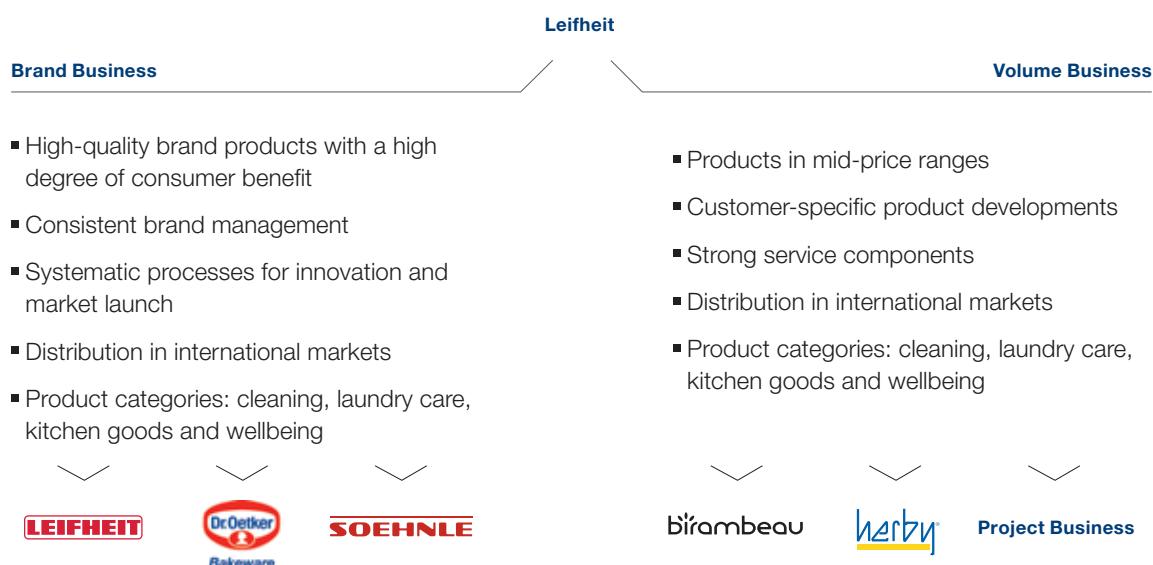 Leifheit
Brand Business
Volume Business
▪ High-quality brand products with a high
degree of consumer benefit
▪ Consistent brand management
▪ Systematic processes for innovation and
market launch
▪ Distribution in international markets
▪ Product categories: cleaning, laundry care,
kitchen goods and wellbeing
▪ Products in mid-price ranges
▪ Customer-specific product developments
▪ Strong service components
▪ Distribution in international markets
▪ Product categories: cleaning, laundry care,
kitchen goods and wellbeing
LEIFHEIT
Dr.Oetker
Bakeware
SOEHNLE
birambeau
herby
Project Business